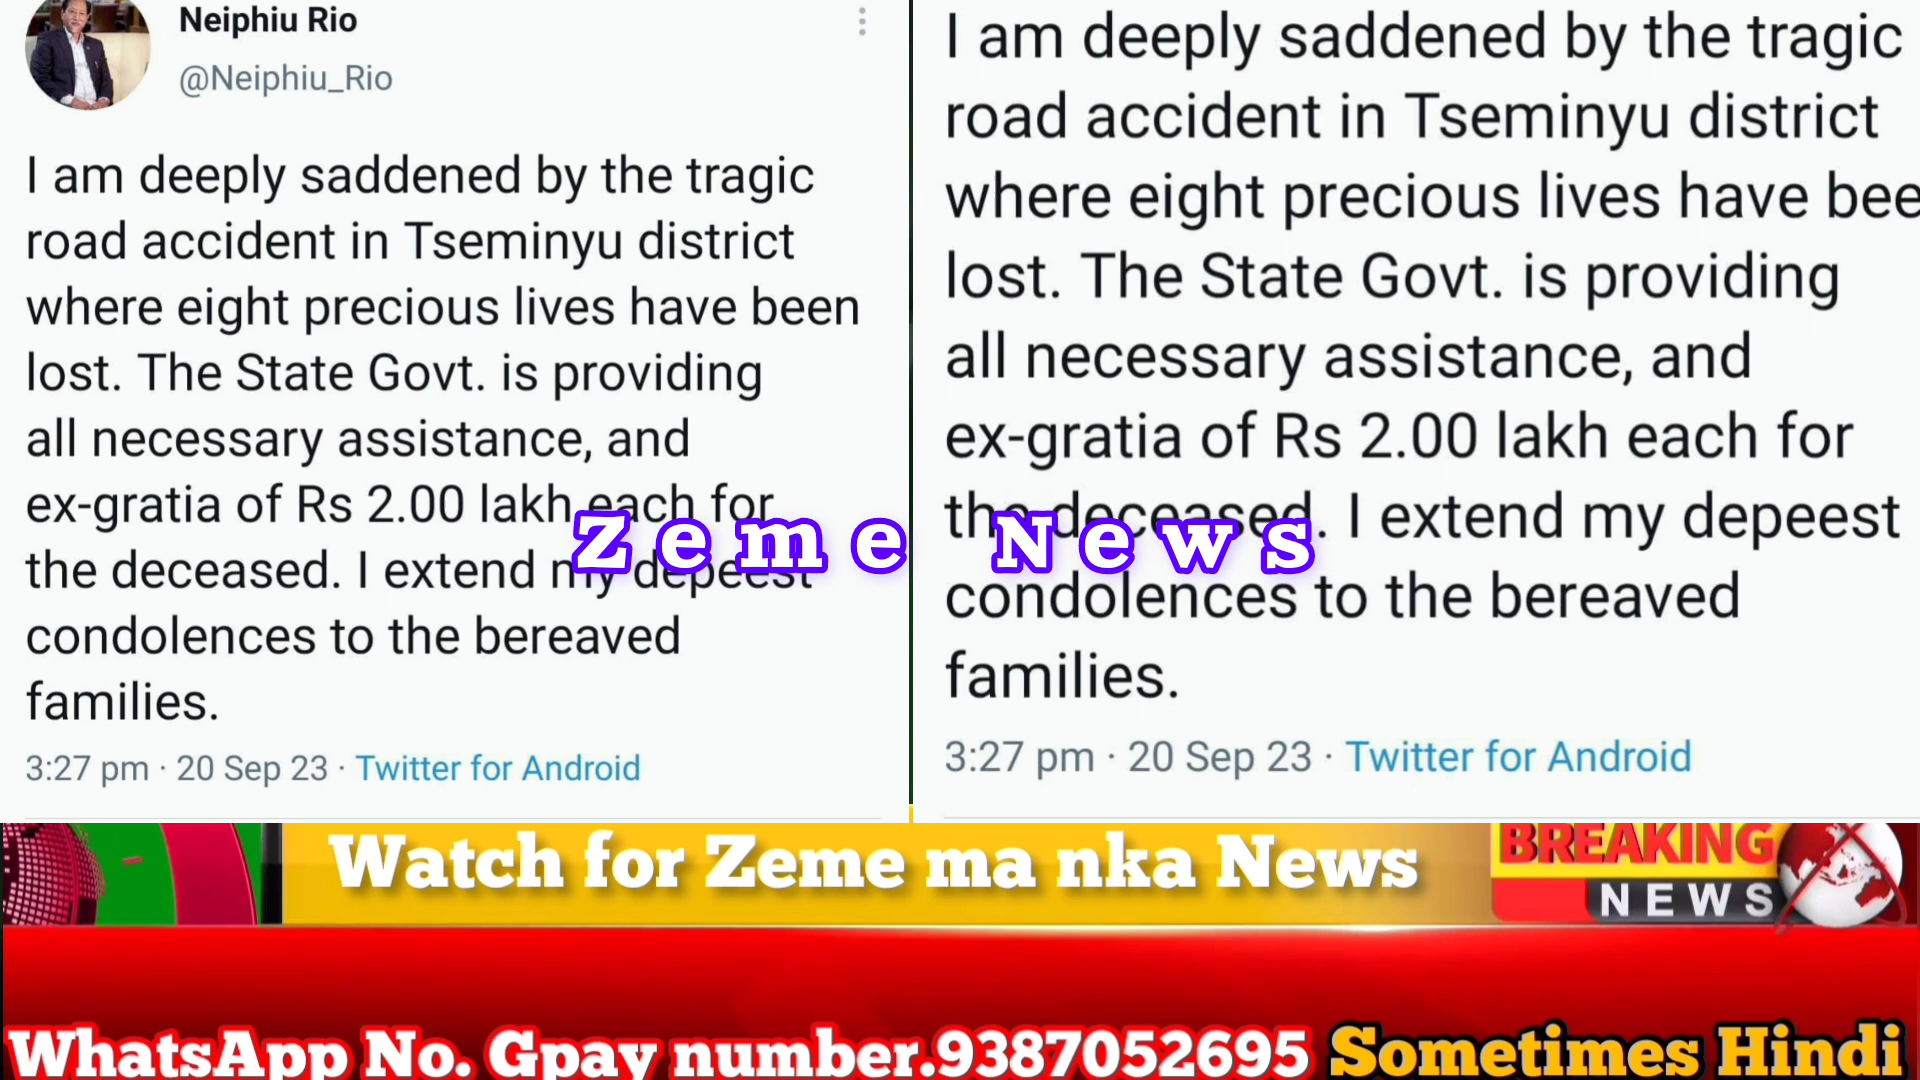 Neiphiu Rio
@Neiphiu_Rio
I am deeply saddened by the tragic
road accident in Tseminyu district
where eight precious lives have been
lost. The State Govt. is providing
all necessary assistance, and
ex-gratia of Rs 2.00 lakh each for
the deceased. I extend my depeest
condolences to the bereaved
families.
3:27 pm · 20 Sep 23 · Twitter for Android
I am deeply saddened by the tragic
road accident in Tseminyu district
where eight precious lives have bee
lost. The State Govt. is providing
all necessary assistance, and
ex-gratia of Rs 2.00 lakh each for
the deceased. I extend my depeest
condolences to the bereaved
families.
3:27 pm · 20 Sep 23 · Twitter for Android
Zeme News
Watch for Zeme ma nka News
BREAKING
NEWS
WhatsApp No. Gpay number.9387052695 Sometimes Hindi